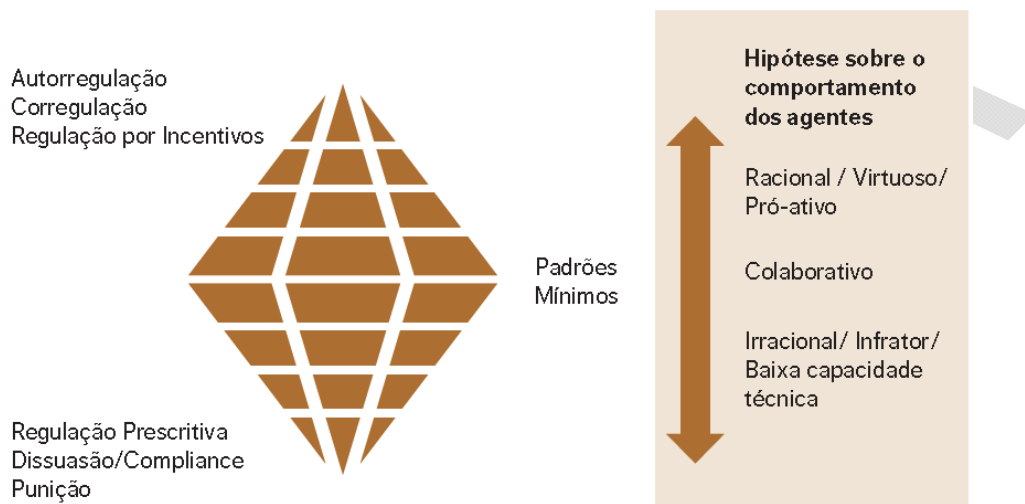 Autorregulação
Corregulação
Regulação por Incentivos
Padrões
Mínimos
Regulação Prescritiva
Dissuasão/Compliance
Punição
Hipótese sobre o
comportamento
dos agentes
Racional / Virtuoso/
Pró-ativo
Colaborativo
Irracional/ Infrator/
Baixa capacidade
técnica